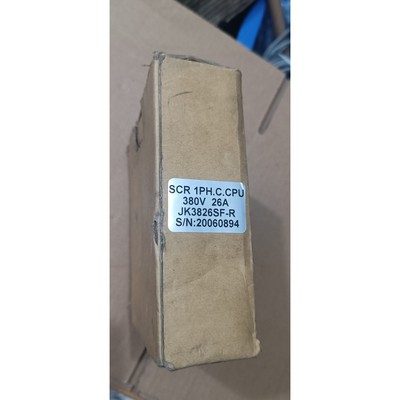 SCR 1PH.C.CPU
380V 26A
JK3826SF-R
S/N:20060894